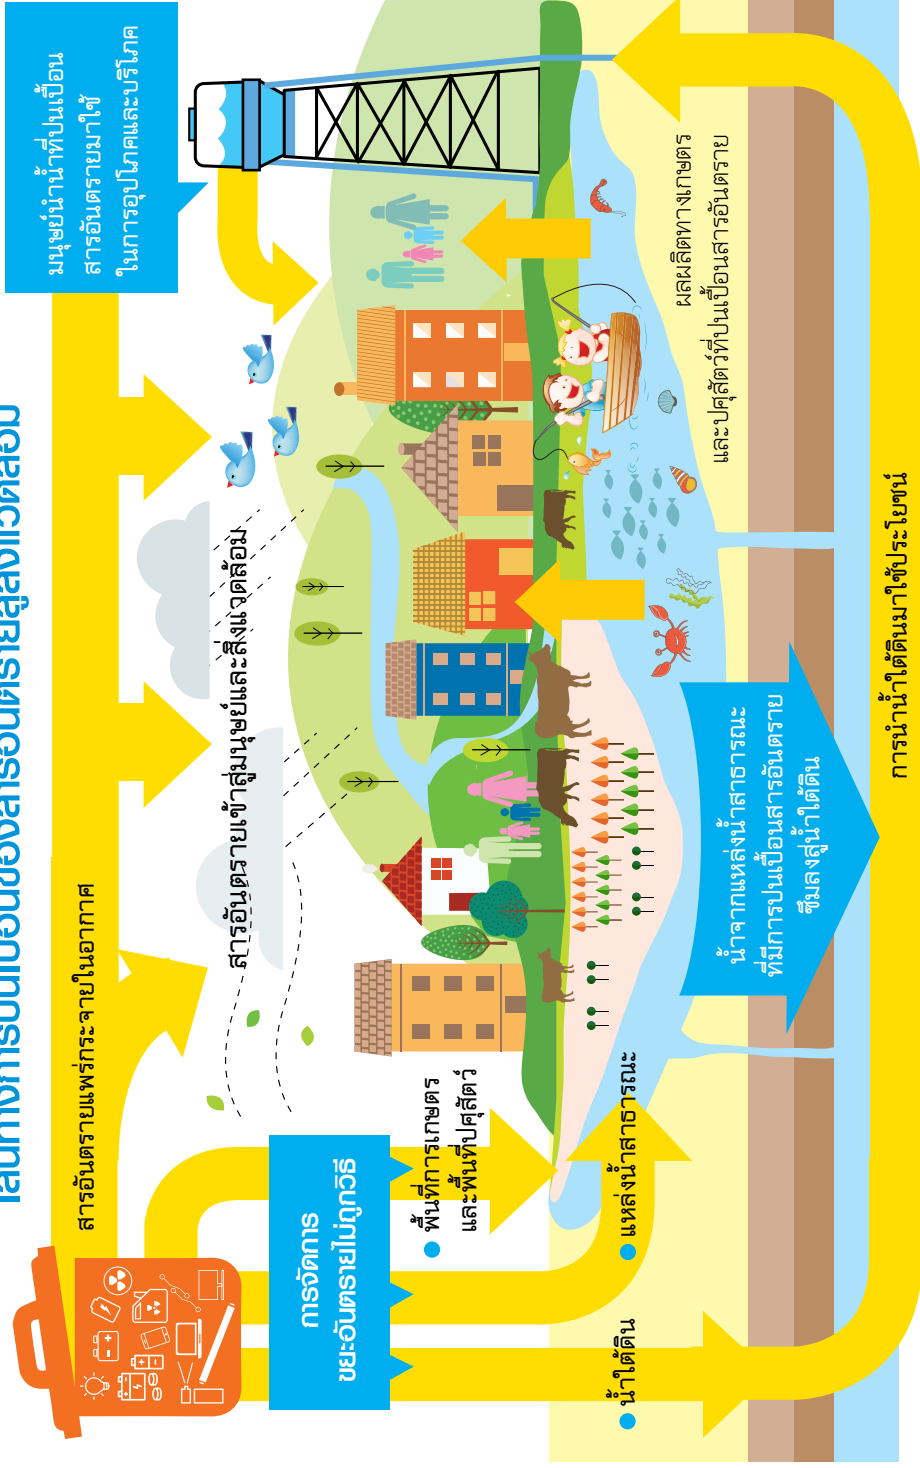 เส้นทางการปนเปื้อนของสารอันตรายสู่สิ่งแวดล้อม
สารอันตรายแพร่กระจายในอากาศ
มนุษย์นำน้ำที่ปนเปื้อน
สารอันตรายมาใช้
ในการอุปโภคและบริโภค
สารอันตรายเข้าสู่มนุษย์และสิ่งแวดล้อม
การจัดการ
ขยะอันตรายไม่ถูกวิธี
พื้นที่การเกษตร
และพื้นที่ปศุสัตว์
แหล่งน้ำสาธารณะ
น้ำใต้ดิน
ผลผลิตทางเกษตร
และปศุสัตว์ที่ปนเปื้อนสารอันตราย
น้ำจากแหล่งน้ำสาธารณะ
ที่มีการปนเปื้อนสารอันตราย
ซึมลงสู่น้ำใต้ดิน
การนำน้ำใต้ดินมาใช้ประโยชน์